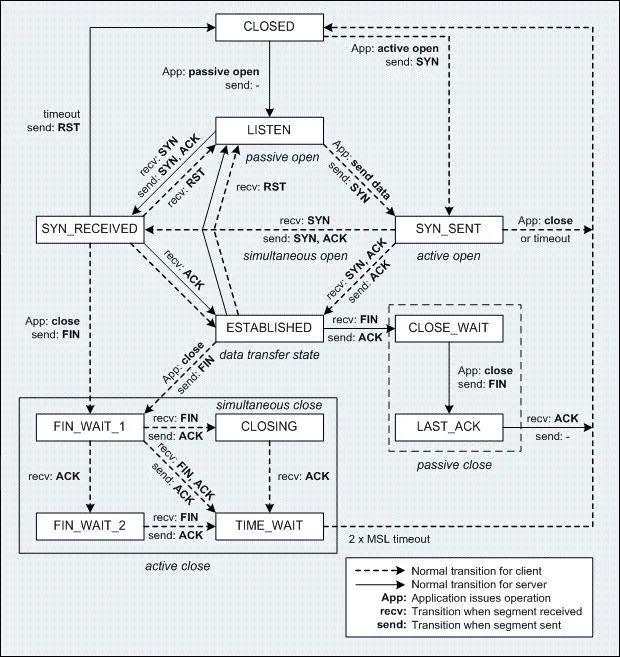 CLOSED
App: active open
send: SYN
App: passive open
send: -
timeout
send: RST
LISTEN
passive open
recv: SYN
send: SYN, ACK
recv: RST
recv: RST
App: send data
send: SYN
SYN_RECEIVED
recv: SYN
send: SYN, ACK
simultaneous open
SYN_SENT
active open
App: close
or timeout
recv: ACK
recv: SYN, ACK
send: ACK
App: close
send: FIN
ESTABLISHED
data transfer state
recv: FIN
send: ACK
CLOSE_WAIT
App: close
send: FIN
App: close
send: FIN
simultaneous close
FIN_WAIT_1
recv: FIN
send: ACK
CLOSING
LAST_ACK
recv: ACK
send: -
passive close
recv: ACK
recv: FIN, ACK
send: ACK
recv: ACK
FIN_WAIT_2
recv: FIN
send: ACK
TIME_WAIT
2 x MSL timeout
active close
Normal transition for client
Normal transition for server
App: Application issues operation
recv: Transition when segment received
send: Transition when segment sent